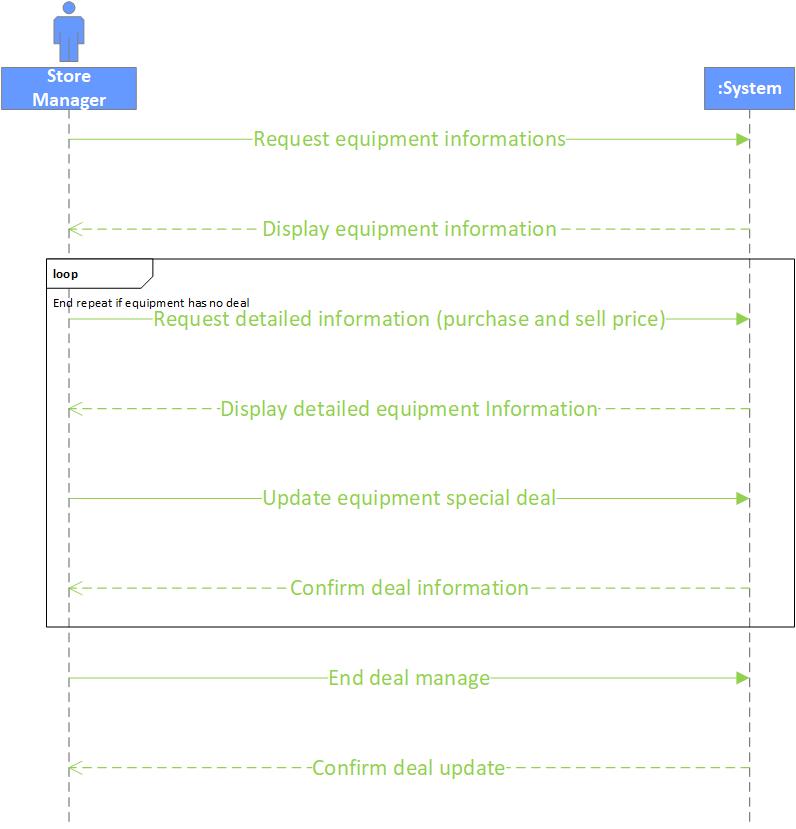 Store
Manager
:System
Request equipment informations
Display equipment information
loop
End repeat if equipment has no deal
Request detailed information (purchase and sell price)
Display detailed equipment Information
Update equipment special deal
Confirm deal information
End deal manage
Confirm deal update